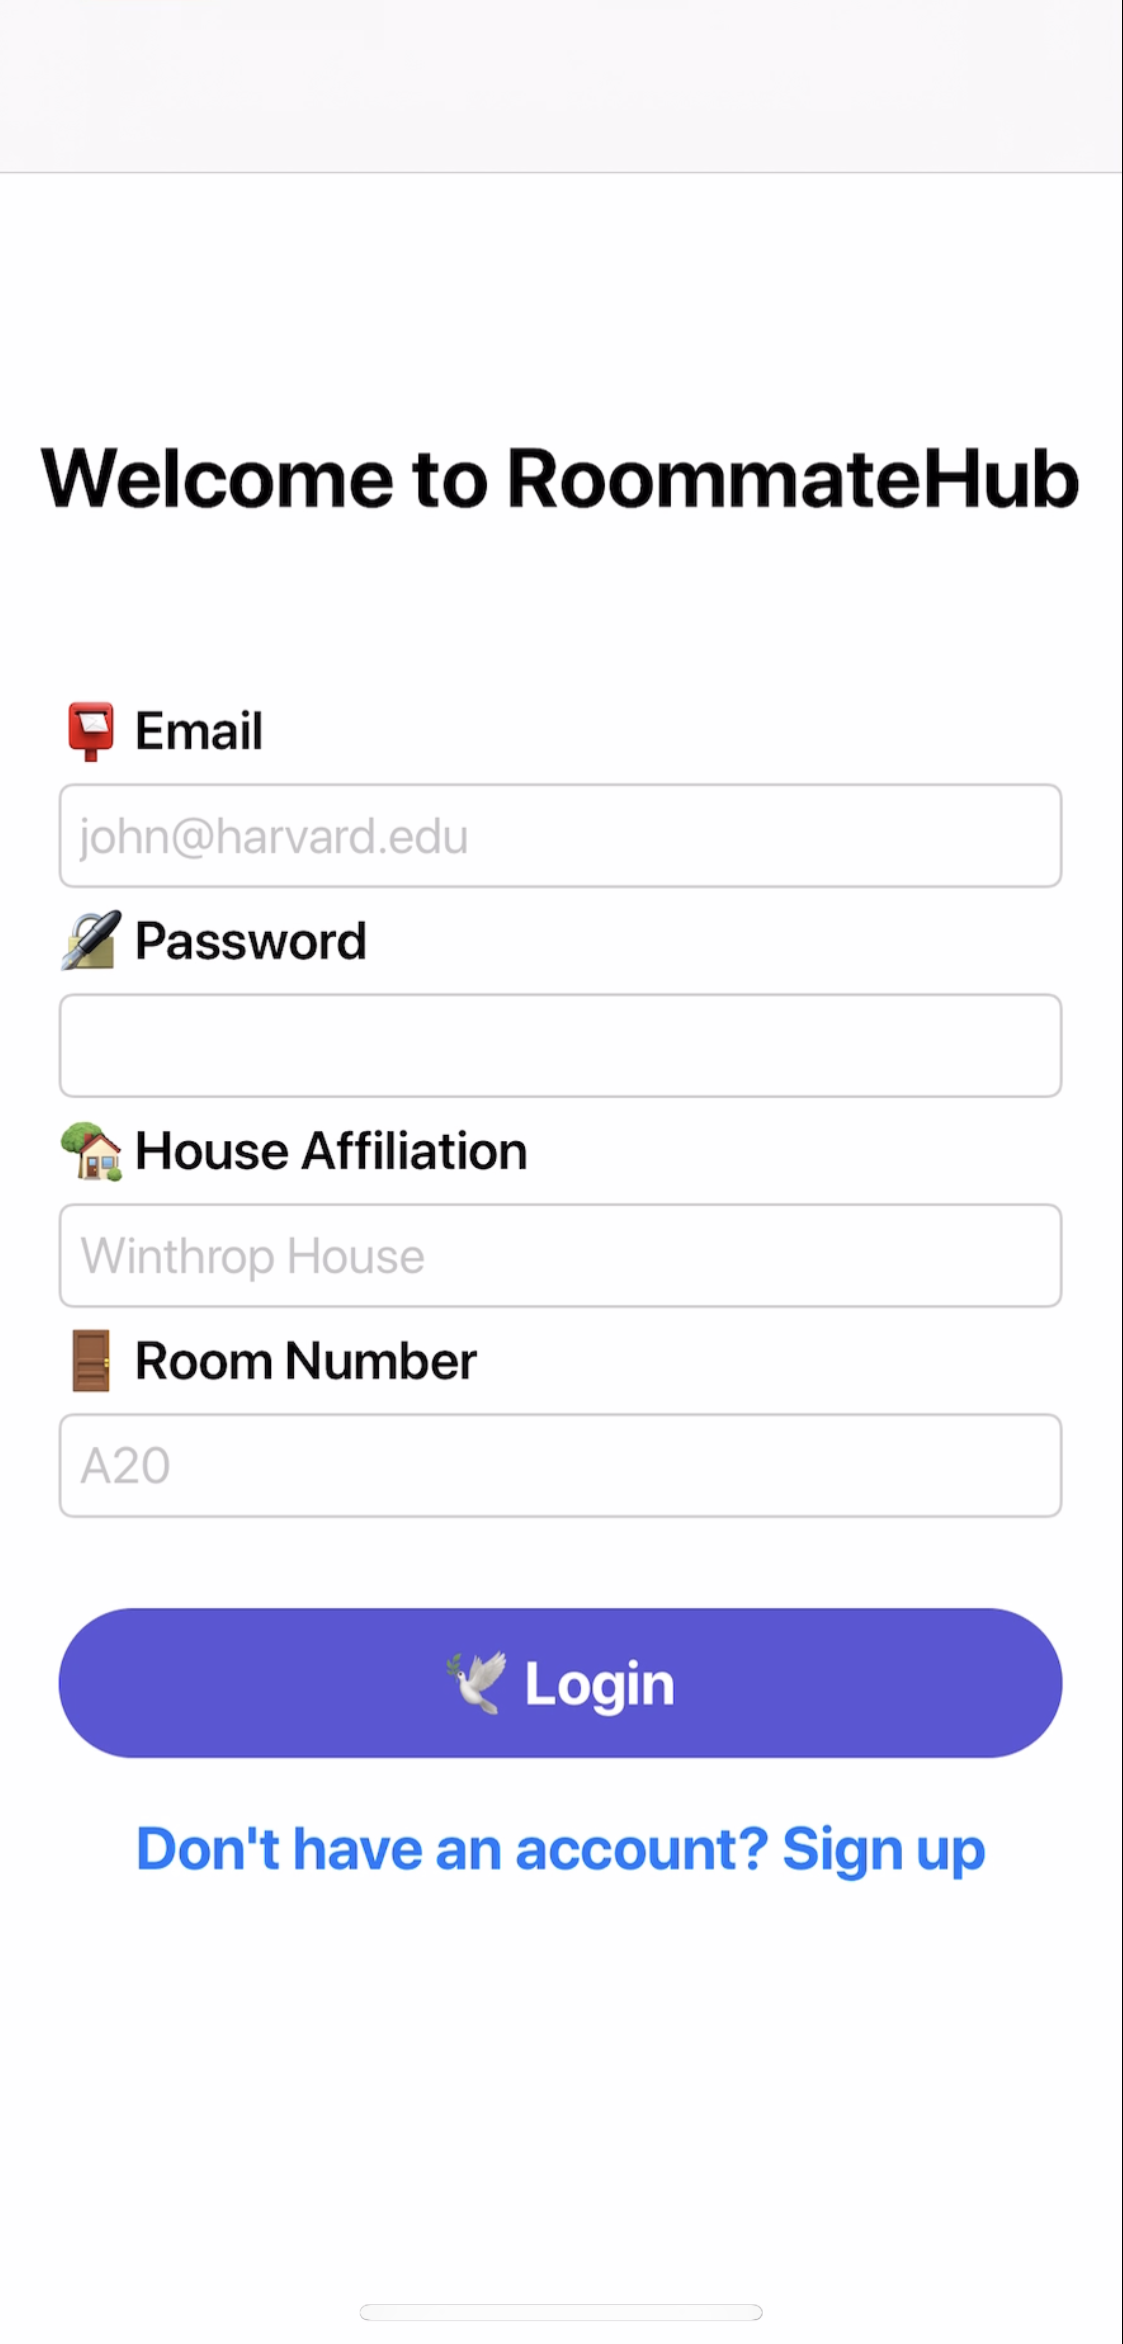 Welcome to RoommateHub
📮 Email
john@harvard.edu
🔏 Password
🏡 House Affiliation
Winthrop House
🚪 Room Number
A20
🕊️ Login
Don't have an account? Sign up